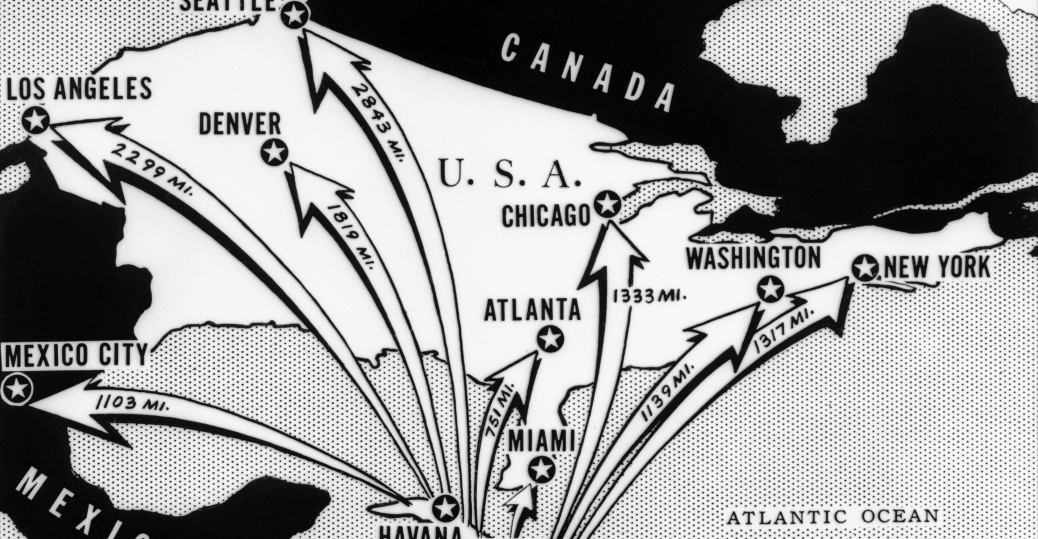 SEATTLE
CANADA
LOS ANGELES
DENVER
2843 MI.
2299 MI.
U. S. A.
CHICAGO
1819 MI.
WASHINGTON
NEW YORK
1333 MI.
ATLANTA
1317 MI.
MEXICO CITY
1139 MI.
1103 MI.
751 MI.
MIAMI
MEXIC
HAVANA
ATLANTIC OCEAN